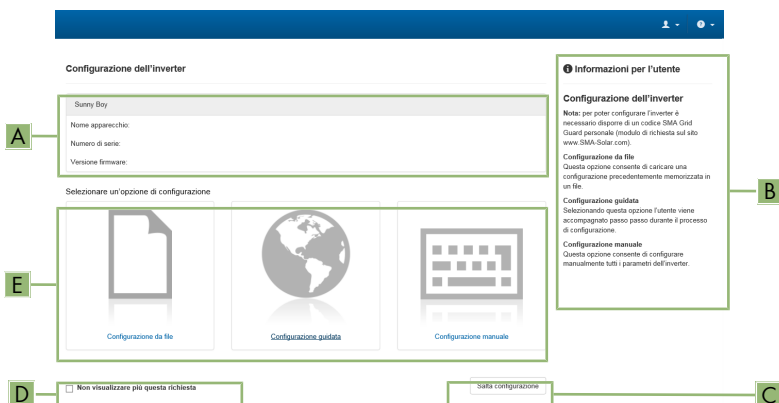 Configurazione dell'inverter
Sunny Boy
Nome apparecchio:
Numero di serie:
Versione firmware:
A
Selezionare un'opzione di configurazione
E
Configurazione da file
Configurazione guidata
Configurazione manuale
D
Non visualizzare più questa richiesta
Salta configurazione
C
Informazioni per l'utente
Configurazione dell'inverter
Nota: per poter configurare l'inverter è
necessario disporre di un codice SMA Grid
Guard personale (modulo di richiesta sul sito
www.SMA-Solar.com).
Configurazione da file
Questa opzione consente di caricare una
configurazione precedentemente memorizzata in
un file.
Configurazione guidata
Selezionando questa opzione l'utente viene
accompagnato passo passo durante il processo
di configurazione.
Configurazione manuale
Questa opzione consente di configurare
manualmente tutti i parametri dell'inverter.
B